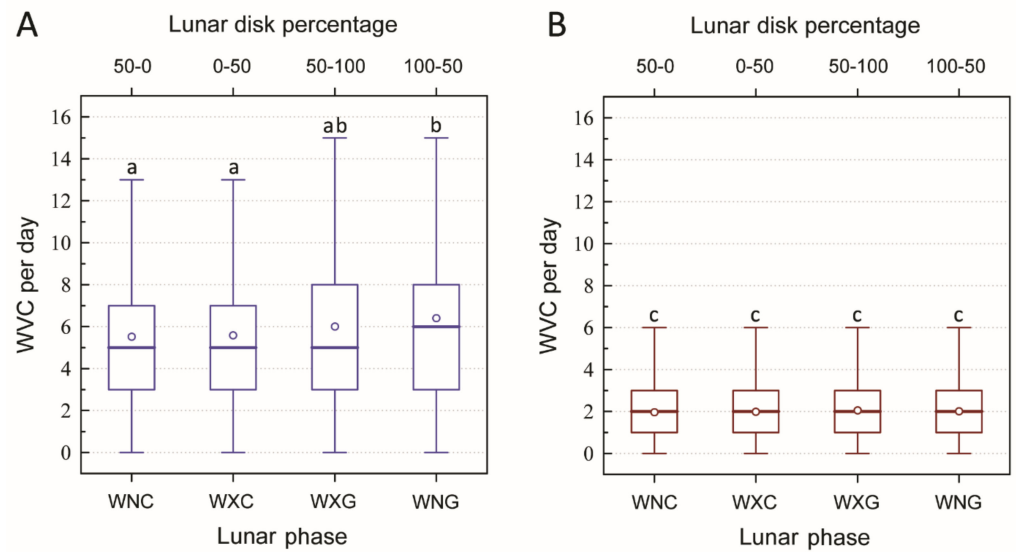 A
Lunar disk percentage
50-0 0-50 50-100 100-50
WVC per day
16
14
12
10
8
6
4
2
0
a a ab b
WNC WXC WXG WNG
Lunar phase
B
Lunar disk percentage
50-0 0-50 50-100 100-50
WVC per day
16
14
12
10
8
6
4
2
0
c c c c
WNC WXC WXG WNG
Lunar phase